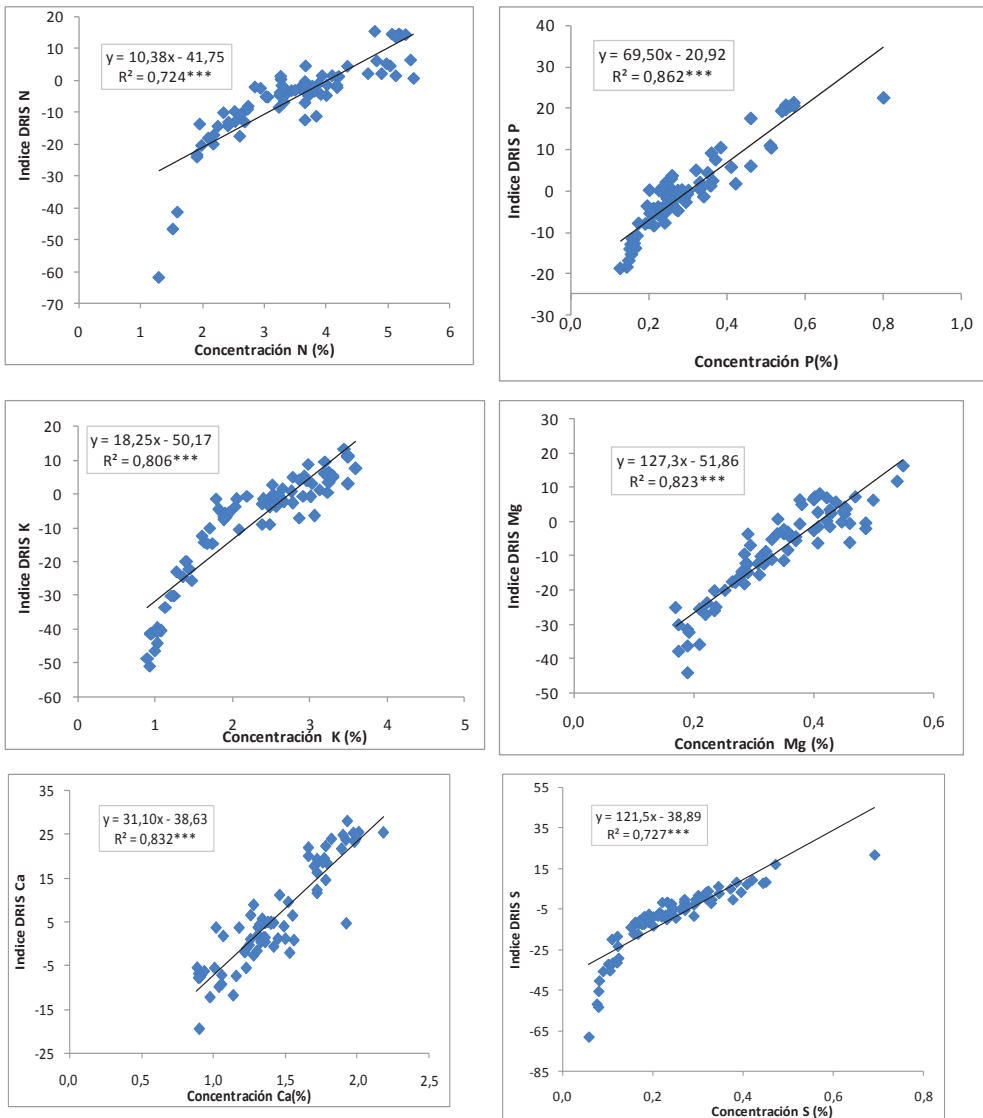 y = 10,38x - 41,75
R² = 0,724***
Indice DRIS N
20
10
0
-10
-20
-30
-40
-50
-60
-70
0 1 2 3 4 5 6
Concentración N (%)
y = 69,50x - 20,92
R² = 0,862***
Indice DRIS P
40
30
20
10
0
-10
-20
-30
0,0 0,2 0,4 0,6 0,8 1,0
Concentración P(%)
y = 18,25x - 50,17
R² = 0,806***
Indice DRIS K
20
10
0
-10
-20
-30
-40
-50
-60
0 1 2 3 4 5
Concentración K (%)
y = 127,3x - 51,86
R² = 0,823***
Indice DRIS Mg
30
20
10
0
-10
-20
-30
-40
-50
0,0 0,2 0,4 0,6
Concentración Mg (%)
y = 31,10x - 38,63
R² = 0,832***
Indice DRIS Ca
35
25
15
5
-5
-15
-25
0,0 0,5 1,0 1,5 2,0 2,5
Concentración Ca(%)
y = 121,5x - 38,89
R² = 0,727***
Indice DRIS S
55
35
15
-5
-25
-45
-65
-85
0,0 0,2 0,4 0,6 0,8
Concentración S (%)